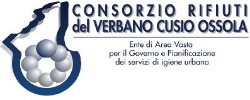 CONSORZIO RIFIUTI
del VERBANO CUSIO OSSOLA
Ente di Area Vasta
per il Governo e Pianificazione
dei servizi di igiene urbana